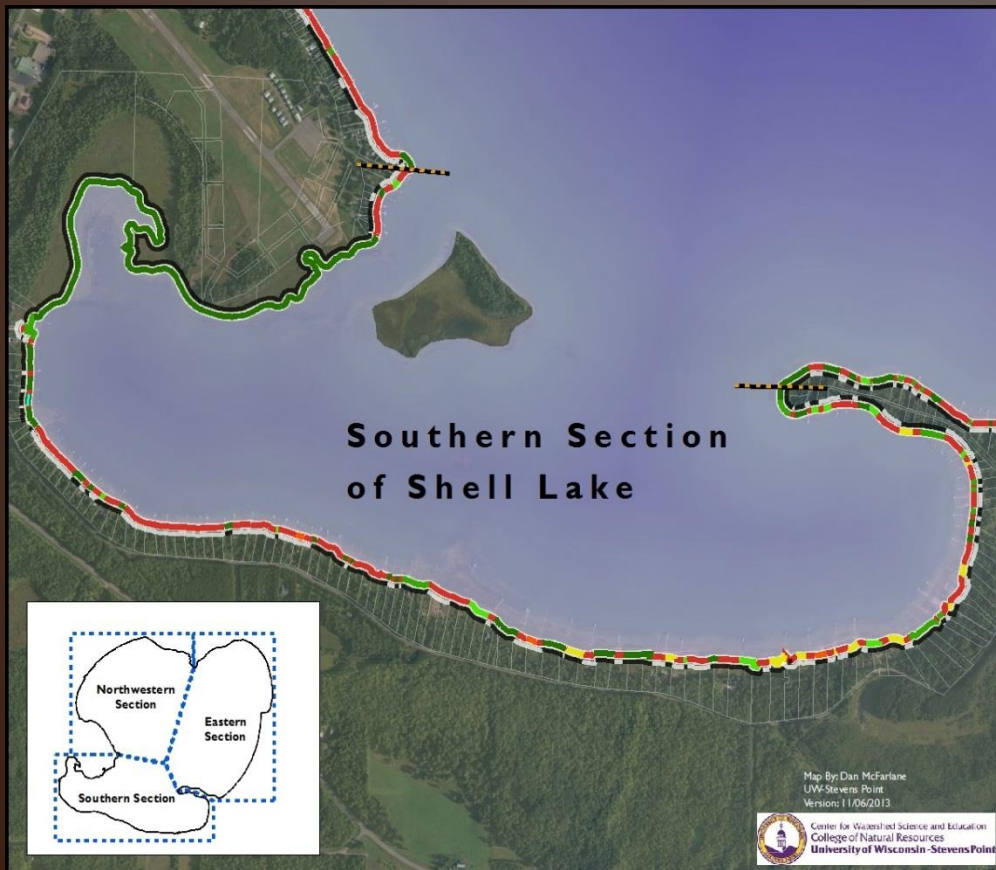 Southern Section
of Shell Lake
Northwestern
Section
Eastern
Section
Southern Section
Map By: Dan McFarlane
UW-Stevens Point
Version: 11/06/2013
Center for Watershed Science and Education
College of Natural Resources
University of Wisconsin - Stevens Point